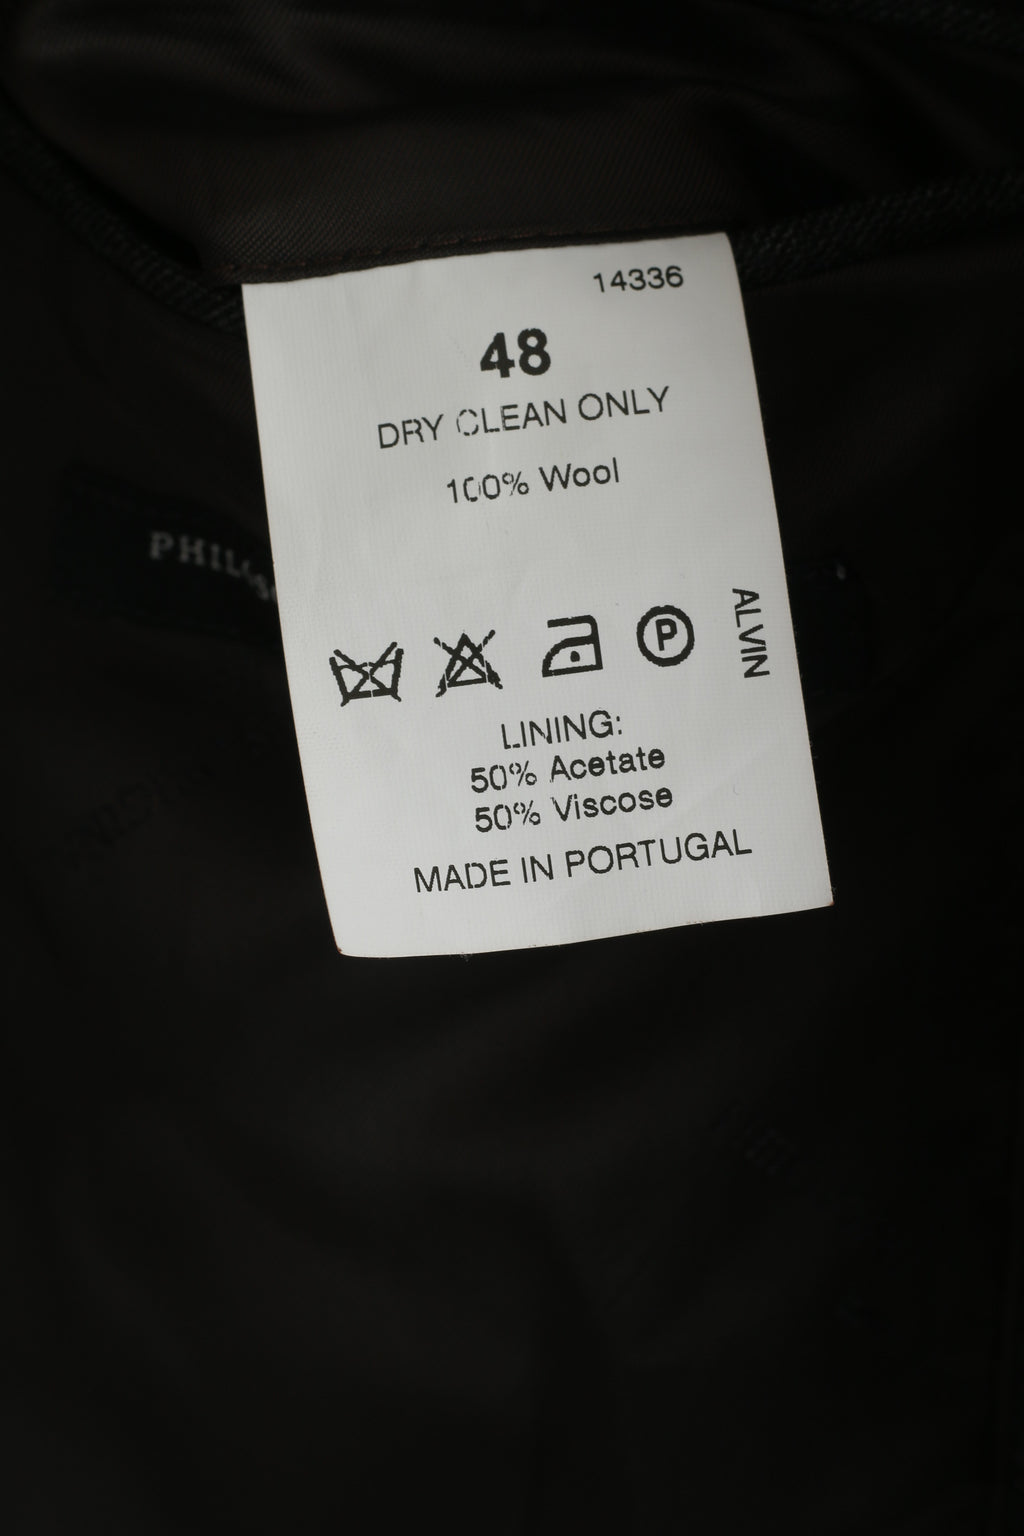 14336
48
DRY CLEAN ONLY
100% Wool
P
ALVIN
LINING:
50% Acetate
50% Viscose
MADE IN PORTUGAL